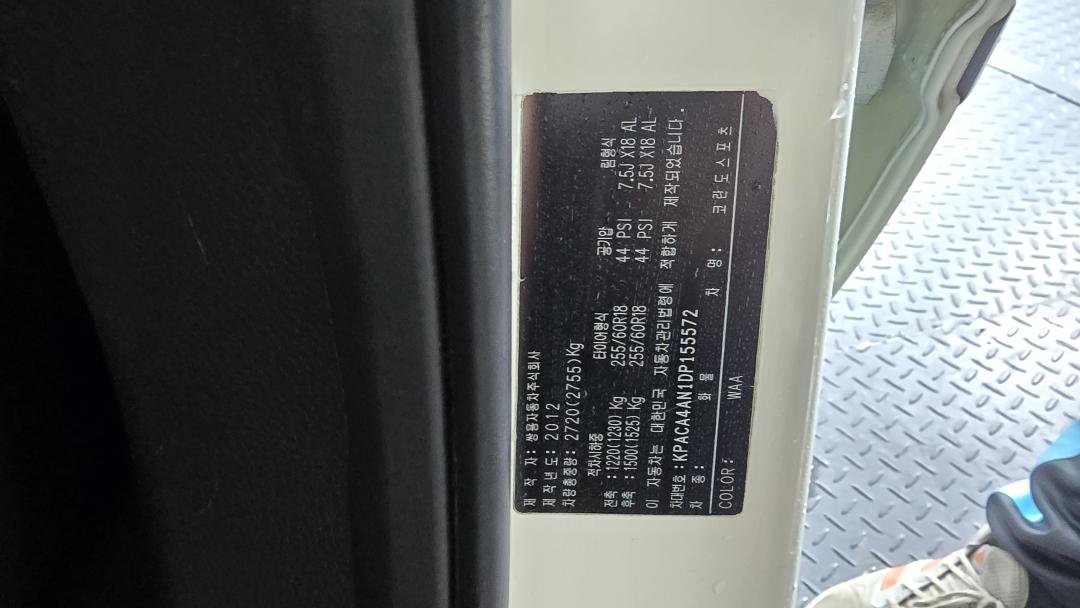 제 작 자: 쌍용자동차주식회사
제작년도: 2012
차량총중량: 2720(2755)Kg
적차시하중 타이어형식 공기압 림형식
전축: 1220(1230) Kg 255/60R18 44 PSI - 7.5J X18 AL
후축: 1500(1525) Kg 255/60R18 44 PSI 7.5J X18 AL
이 자동차는 대한민국 자동차관리법령에 적합하게 제작되었습니다.
차대번호: KPACA4AN1DP155572
차 종: 화 물 차 명: 코란도스포츠
COLOR: WAA